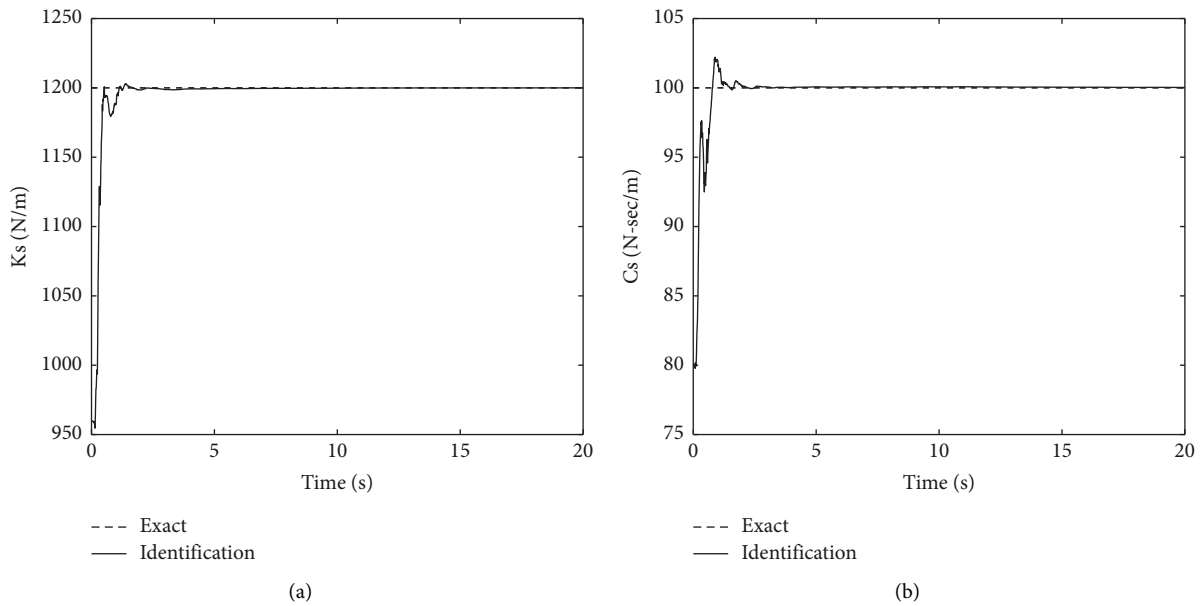 1250
1200
1150
1100
1050
1000
950
Ks (N/m)
0 5 10 15 20
Time (s)
Exact
Identification
(a)
105
100
95
90
85
80
75
Cs (N-sec/m)
0 5 10 15 20
Time (s)
Exact
Identification
(b)